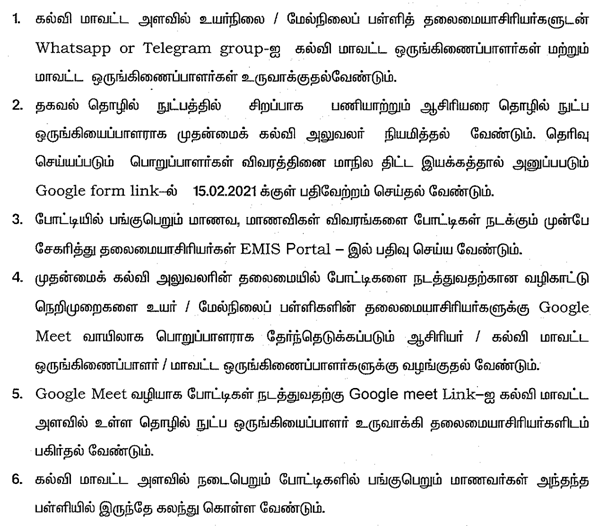 1. கல்வி மாவட்ட அளவில் உயர்நிலை / மேல்நிலைப் பள்ளித் தலைமையாசிரியர்களுடன்
Whatsapp or Telegram group-ஐ கல்வி மாவட்ட ஒருங்கிணைப்பாளர்கள் மற்றும்
மாவட்ட ஒருங்கிணைப்பாளர்கள் உருவாக்குதல்வேண்டும்.
2. தகவல் தொழில் நுட்பத்தில் சிறப்பாக பணியாற்றும் ஆசிரியரை தொழில் நுட்ப
ஒருங்கியைப்பாளராக முதன்மைக் கல்வி அலுவலர் நியமித்தல் வேண்டும். தெரிவு
செய்யப்படும் பொறுப்பாளர்கள் விவரத்தினை மாநில திட்ட இயக்கத்தால் அனுப்பபடும்
Google form link–ல் 15.02.2021 க்குள் பதிவேற்றம் செய்தல் வேண்டும்.
3. போட்டியில் பங்குபெறும் மாணவ, மாணவிகள் விவரங்களை போட்டிகள் நடக்கும் முன்பே
சேகரித்து தலைமையாசிரியர்கள் EMIS Portal – இல் பதிவு செய்ய வேண்டும்.
4. முதன்மைக் கல்வி அலுவலரின் தலைமையில் போட்டிகளை நடத்துவதற்கான வழிகாட்டு
நெறிமுறைகளை உயர் / மேல்நிலைப் பள்ளிகளின் தலைமையாசிரியர்களுக்கு Google
Meet வாயிலாக பொறுப்பாளராக தேர்ந்தெடுக்கப்படும் ஆசிரியர் / கல்வி மாவட்ட
ஒருங்கிணைப்பாளர் / மாவட்ட ஒருங்கிணைப்பாளர்களுக்கு வழங்குதல் வேண்டும்.
5. Google Meet வழியாக போட்டிகள் நடத்துவதற்கு Google meet Link–ஐ கல்வி மாவட்ட
அளவில் உள்ள தொழில் நுட்ப ஒருங்கியைப்பாளர் உருவாக்கி தலைமையாசிரியர்களிடம்
பகிர்தல் வேண்டும்.
6. கல்வி மாவட்ட அளவில் நடைபெறும் போட்டிகளில் பங்குபெறும் மாணவர்கள் அந்தந்த
பள்ளியில் இருந்தே கலந்து கொள்ள வேண்டும்.